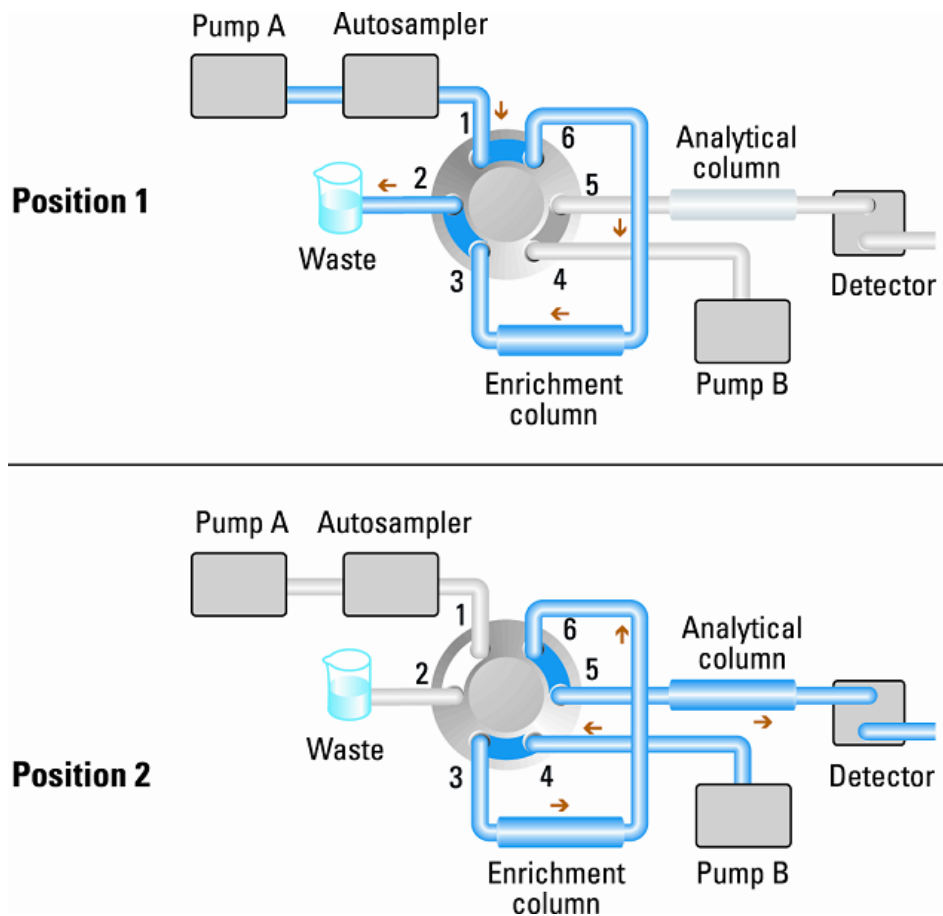 Pump A
Autosampler
1
6
Analytical
column
2
5
Position 1
Waste
3
4
Detector
Enrichment
column
Pump B
Pump A
Autosampler
1
6
Analytical
column
2
5
Waste
3
4
Detector
Position 2
Enrichment
column
Pump B